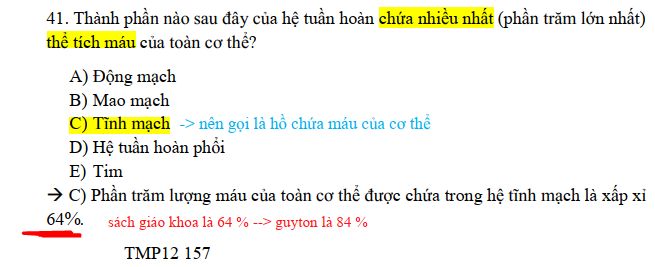 41. Thành phần nào sau đây của hệ tuần hoàn chứa nhiều nhất (phần trăm lớn nhất)
thể tích máu của toàn cơ thể?
A) Động mạch
B) Mao mạch
C) Tĩnh mạch -> nên gọi là hồ chứa máu của cơ thể
D) Hệ tuần hoàn phổi
E) Tim
→ C) Phần trăm lượng máu của toàn cơ thể được chứa trong hệ tĩnh mạch là xấp xỉ
64%. sách giáo khoa là 64 % --> guyton là 84 %
TMP12 157